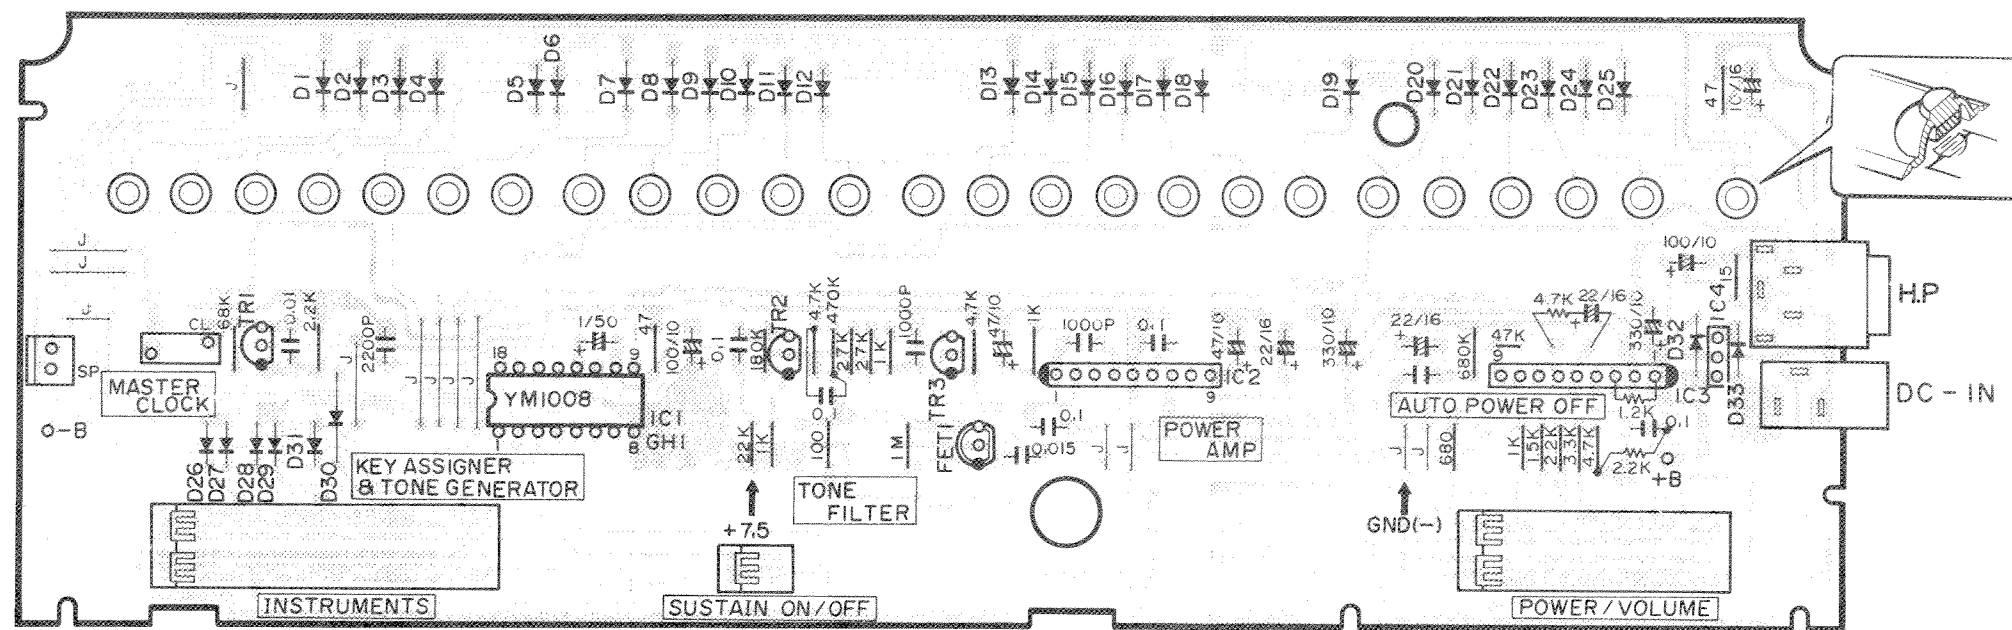 J
D1
D2
D3
D4
D5
D6
D7
D8
D9
D10
D11
D12
D13
D14
D15
D16
D17
D18
D19
D20
D21
D22
D23
D24
D25
47
10/16
+
J
J
J
SP
68K
TR1
0.01
2.2K
J
2200P
J
J
J
J
MASTER
CLOCK
-B
18
YM1008
IC1
GH1
1
8
1/50
+
47
100/10
+
0.1
180K
TR2
4.7K
470K
27K
27K
1K
1000P
TR3
4.7K
47/10
+
1K
1000P
0.1
47/10
+
IC2
1
9
22/16
+
330/10
+
22/16
+
680K
47K
9
4.7K
22/16
+
330/10
+
D32
IC4
15
100/10
+
H.P
DC-IN
D33
IC3
1.2K
0.1
2.2K
+B
AUTO POWER OFF
POWER
AMP
D26
D27
D28
D29
D31
D30
KEY ASSIGNER
& TONE GENERATOR
22K
1K
0.1
100
1M
FET1
0.1
0.015
J
J
J
J
680
1K
15K
2.2K
3.3K
4.7K
TONE
FILTER
+7.5
GND(-)
INSTRUMENTS
SUSTAIN ON/OFF
POWER/VOLUME